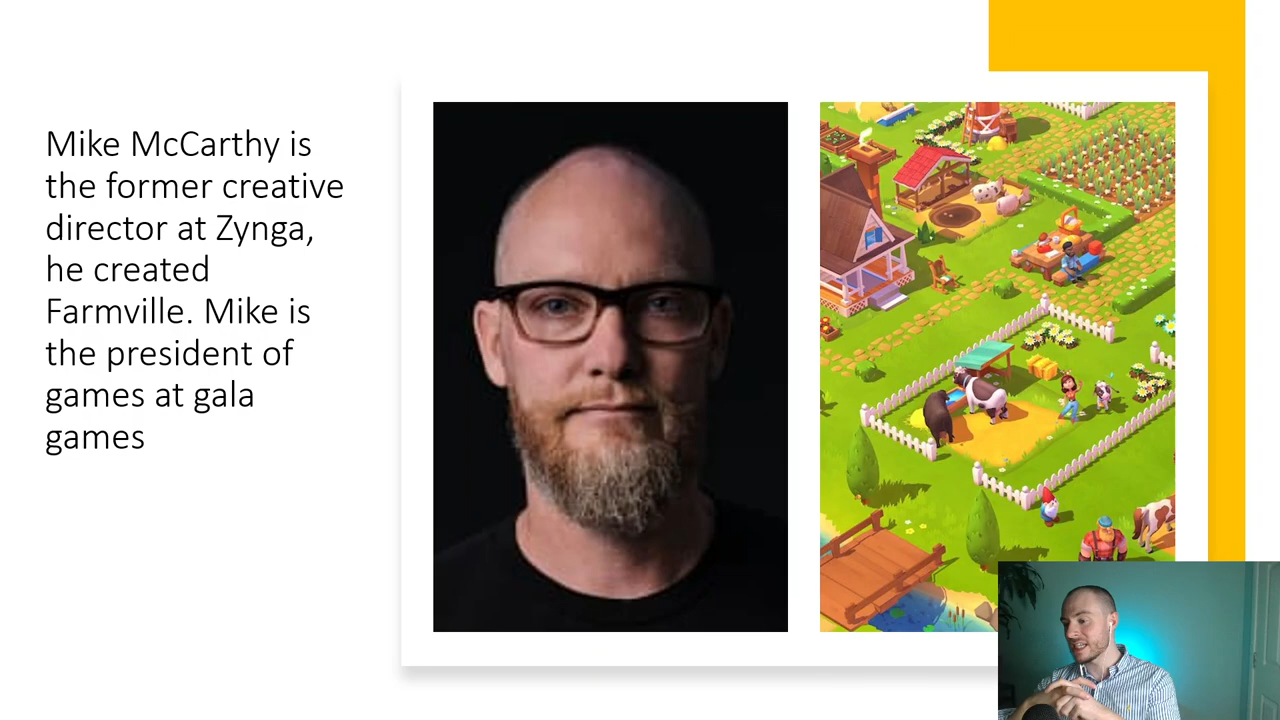 Mike McCarthy is
the former creative
director at Zynga,
he created
Farmville. Mike is
the president of
games at gala
games